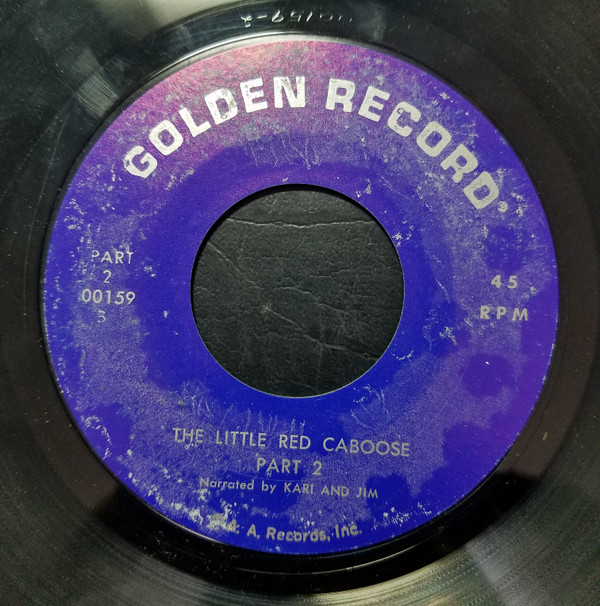 GOLDEN RECORD®
PART
2
00159
45
RPM
THE LITTLE RED CABOOSE
PART 2
Narrated by KARI AND JIM
A. Records, Inc.